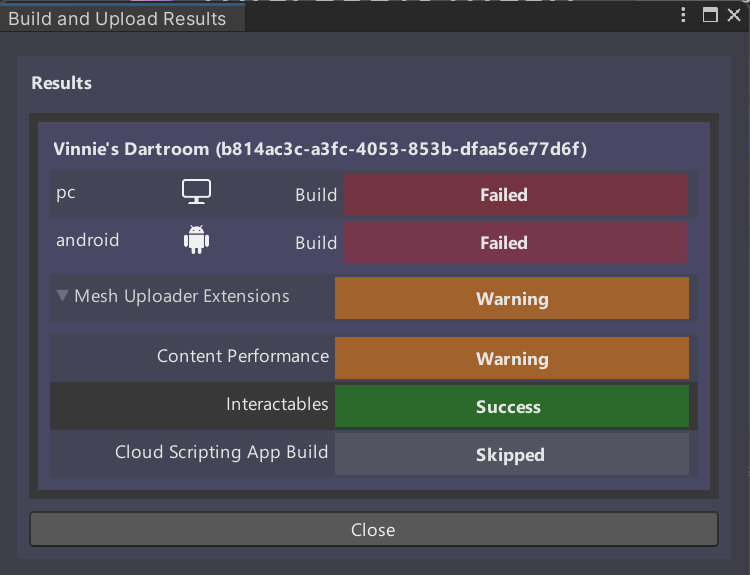 Build and Upload Results
Results
Vinnie's Dartroom (b814ac3c-a3fc-4053-853b-dfaa56e77d6f)
pc Build Failed
android Build Failed
Mesh Uploader Extensions Warning
Content Performance Warning
Interactables Success
Cloud Scripting App Build Skipped
Close